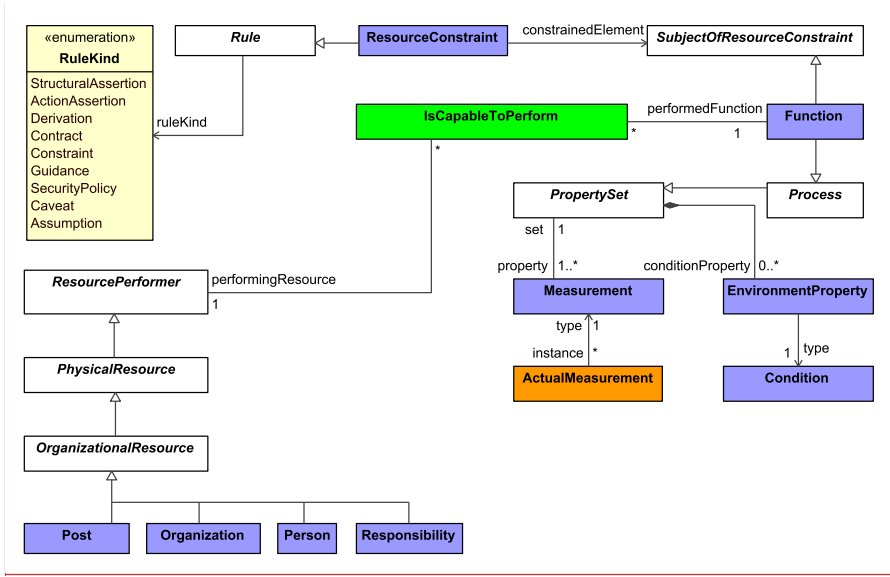 «enumeration»
RuleKind
StructuralAssertion
ActionAssertion
Derivation
Contract
Constraint
Guidance
SecurityPolicy
Caveat
Assumption
Rule
ResourceConstraint
constrainedElement
SubjectOfResourceConstraint
ruleKind
IsCapableToPerform
performedFunction
*
1
Function
*
PropertySet
Process
set
1
property
1..*
conditionProperty
0..*
ResourcePerformer
performingResource
1
Measurement
EnvironmentProperty
type
1
instance
*
1
type
PhysicalResource
ActualMeasurement
Condition
OrganizationalResource
Post
Organization
Person
Responsibility